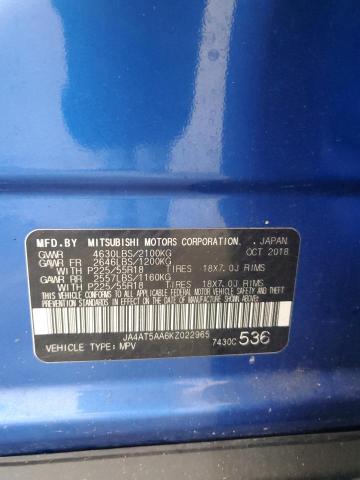 MFD.BY MITSUBISHI MOTORS CORPORATION, JAPAN
GVWR 4630LBS/2100KG OCT 2018
GAWR FR 2646LBS/1200KG
WITH P225/55R18 TIRES 18X7.0J RIMS
GAWR RR 2557LBS/1160KG
WITH P225/55R18 TIRES 18X7.0J RIMS
THIS VEHICLE CONFORMS TO ALL APPLICABLE FEDERAL MOTOR VEHICLE SAFETY, BUMPER, AND THEFT PREVENTION STANDARDS IN EFFECT ON THE DATE OF MANUFACTURE SHOWN ABOVE.
JA4AT5AA6KZ022965
VEHICLE TYPE: MPV 7430C 536